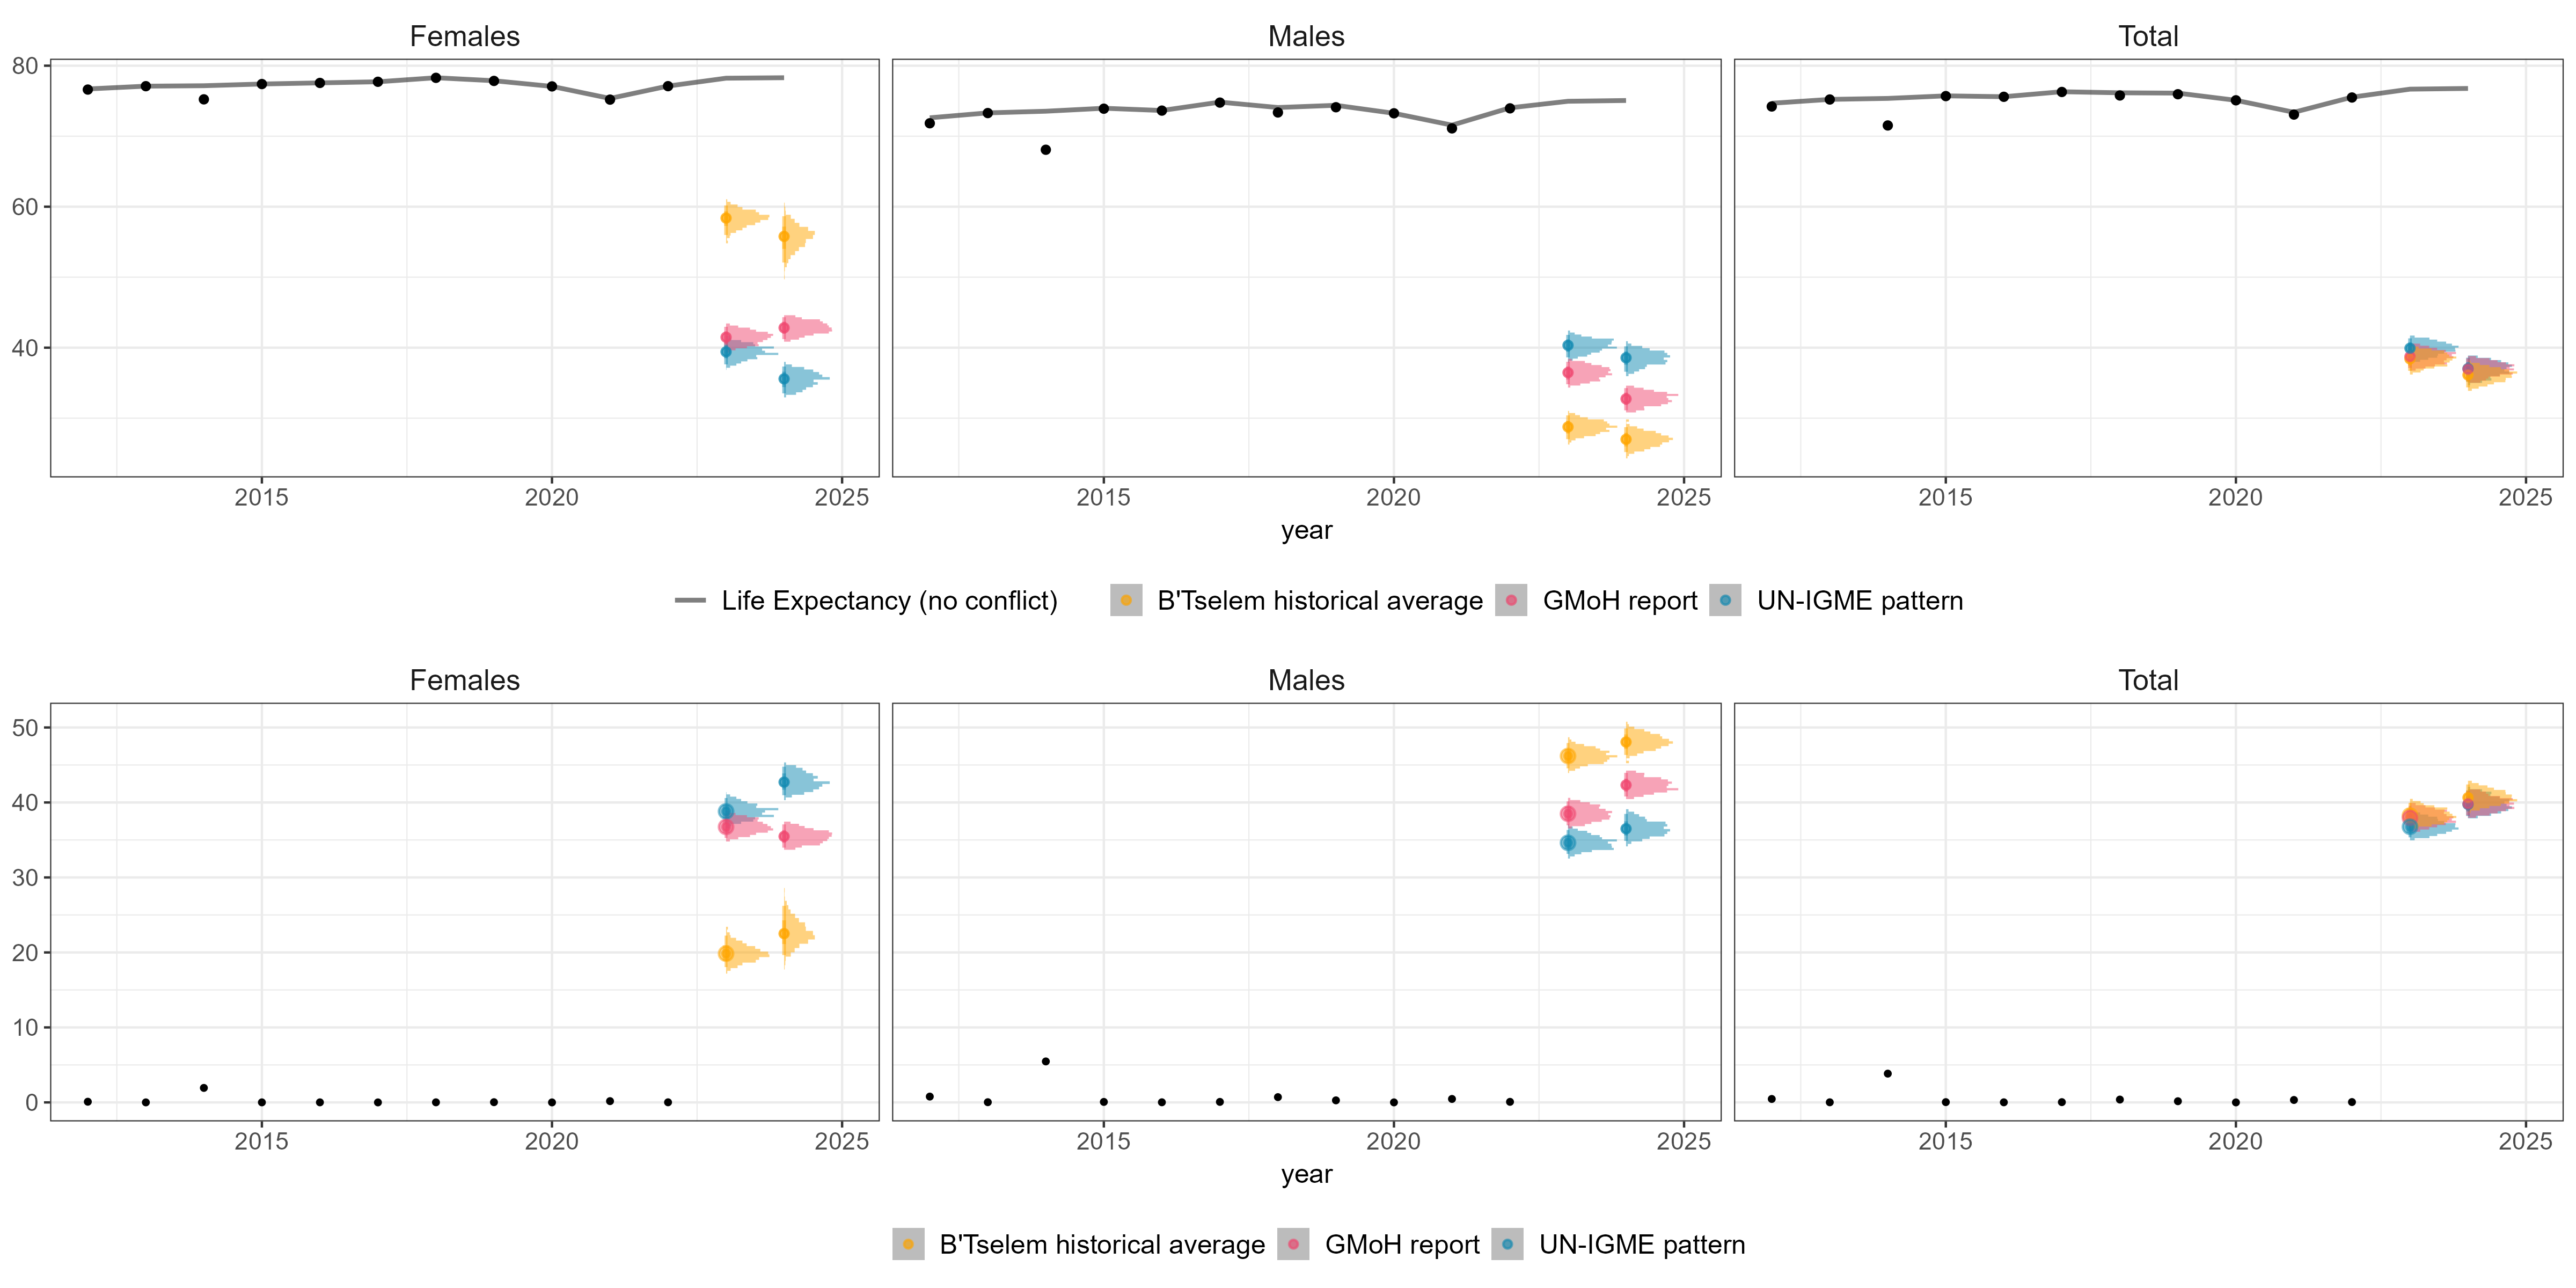 Females Males Total
80
60
40
2015 2020 2025 2015 2020 2025 2015 2020 2025
year
Life Expectancy (no conflict) B'Tselem historical average GMoH report UN-IGME pattern
Females Males Total
50
40
30
20
10
0
2015 2020 2025 2015 2020 2025 2015 2020 2025
year
B'Tselem historical average GMoH report UN-IGME pattern